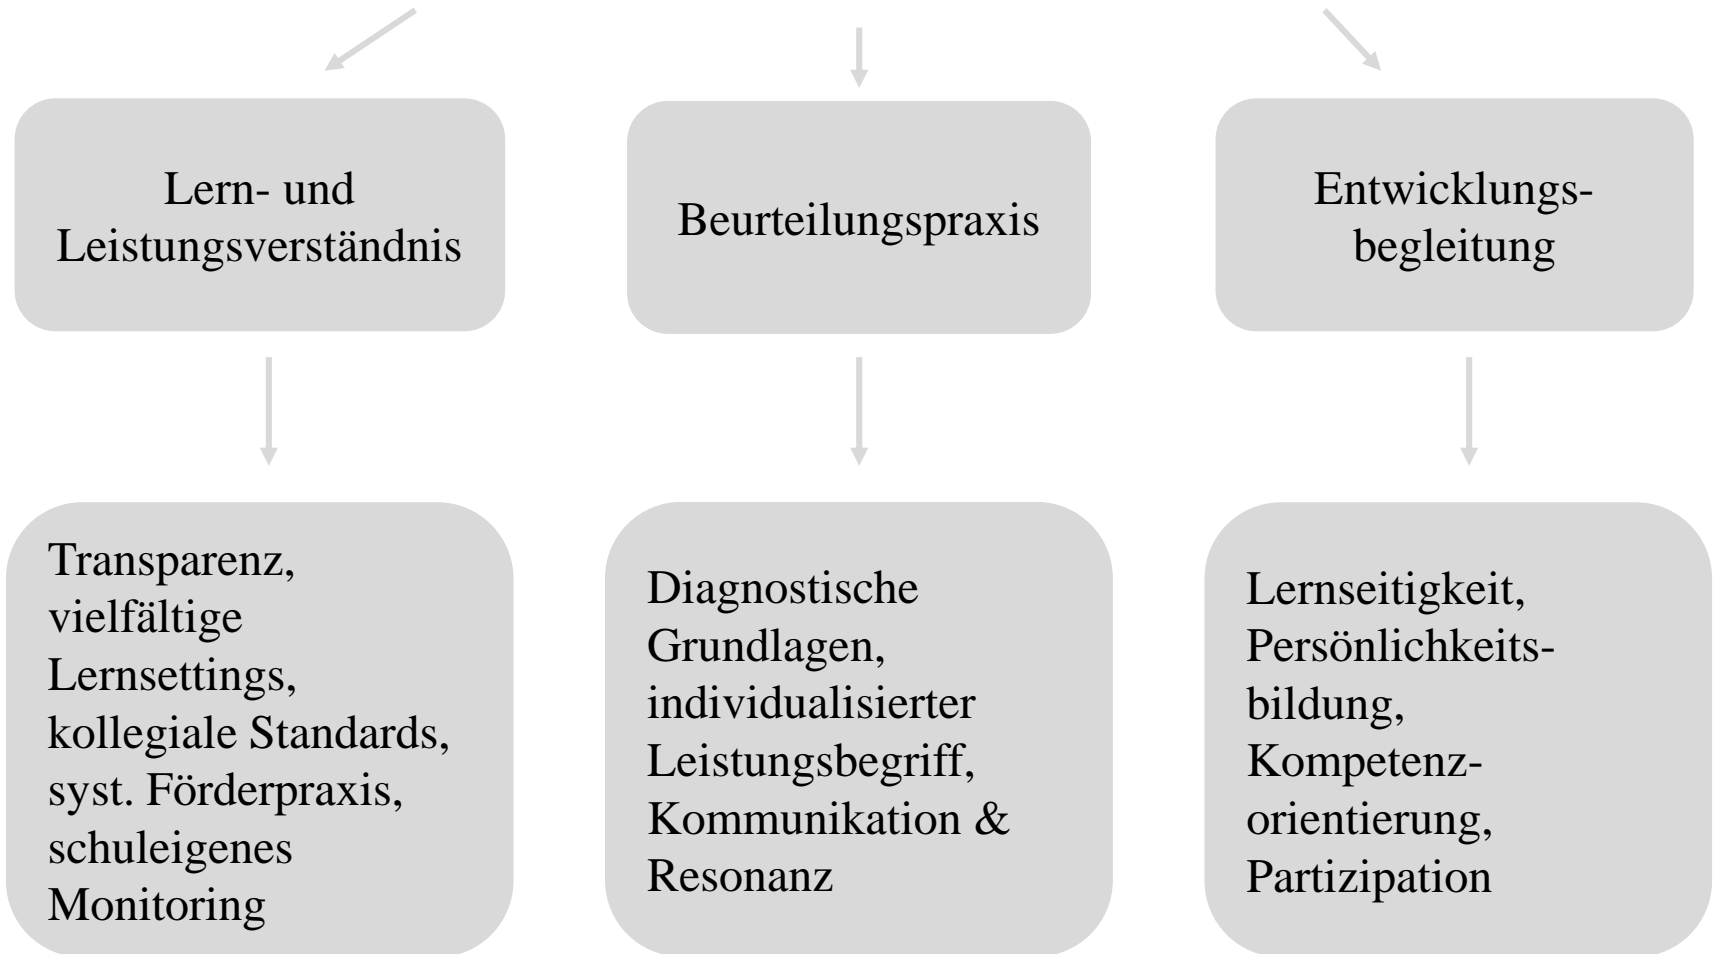 Lern- und
Leistungsverständnis
Beurteilungspraxis
Entwicklungs-
begleitung
Transparenz,
vielfältige
Lernsettings,
kollegiale Standards,
syst. Förderpraxis,
schuleigenes
Monitoring
Diagnostische
Grundlagen,
individualisierter
Leistungsbegriff,
Kommunikation &
Resonanz
Lernseitigkeit,
Persönlichkeits-
bildung,
Kompetenz-
orientierung,
Partizipation